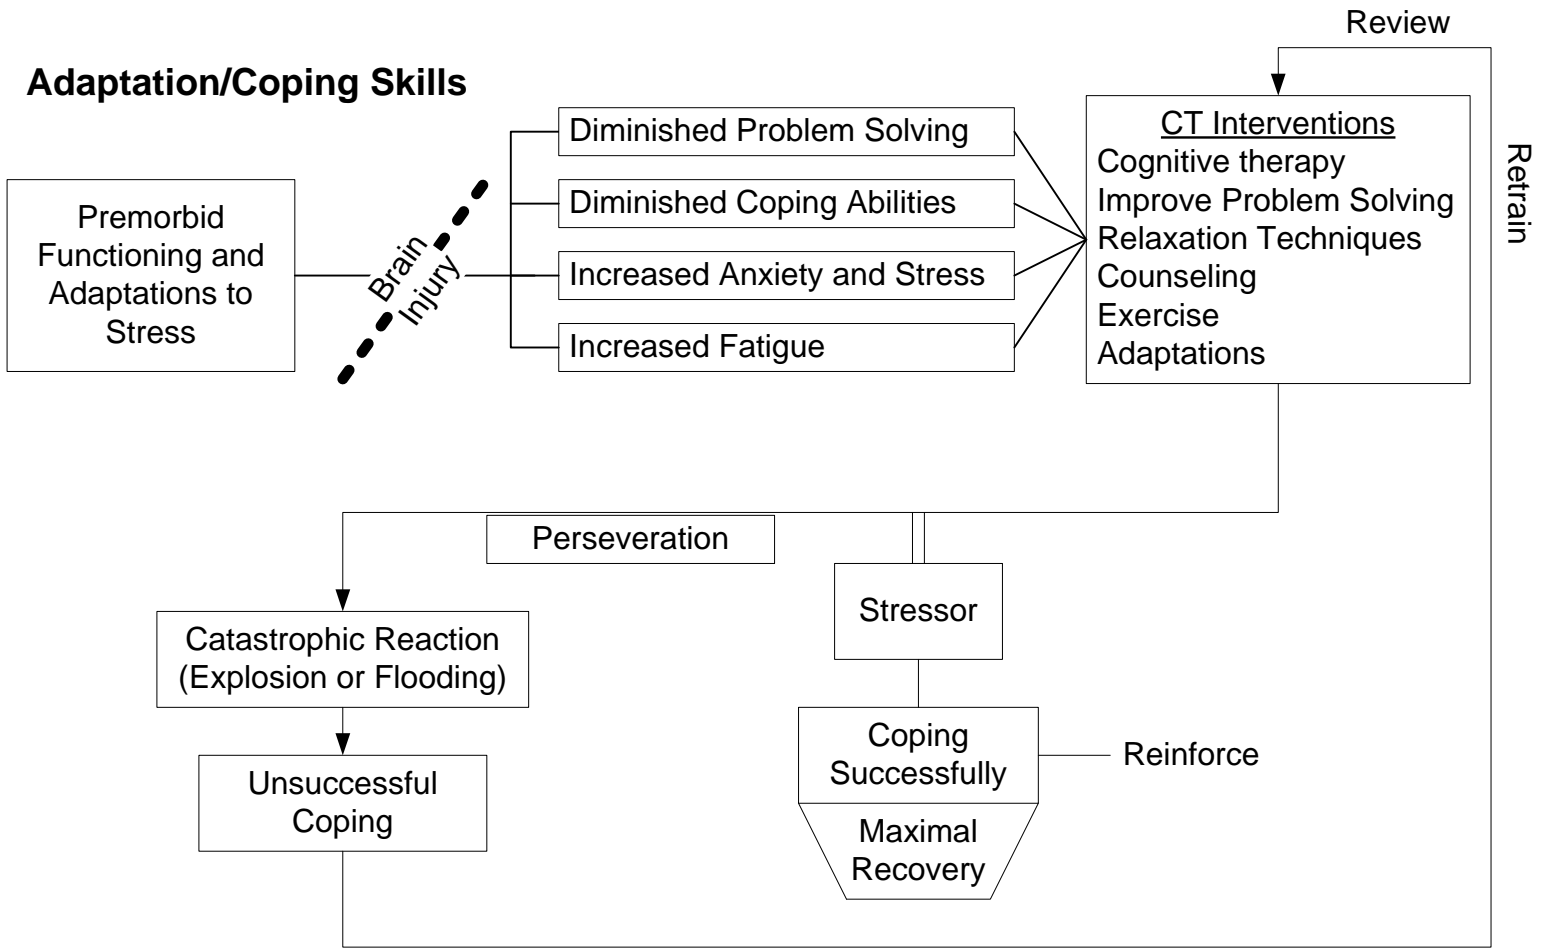 Review
Adaptation/Coping Skills
Premorbid
Functioning and
Adaptations to
Stress
Brain
Injury
Diminished Problem Solving
Diminished Coping Abilities
Increased Anxiety and Stress
Increased Fatigue
CT Interventions
Cognitive therapy
Improve Problem Solving
Relaxation Techniques
Counseling
Exercise
Adaptations
Retrain
Perseveration
Catastrophic Reaction
(Explosion or Flooding)
Unsuccessful
Coping
Stressor
Coping
Successfully
Reinforce
Maximal
Recovery